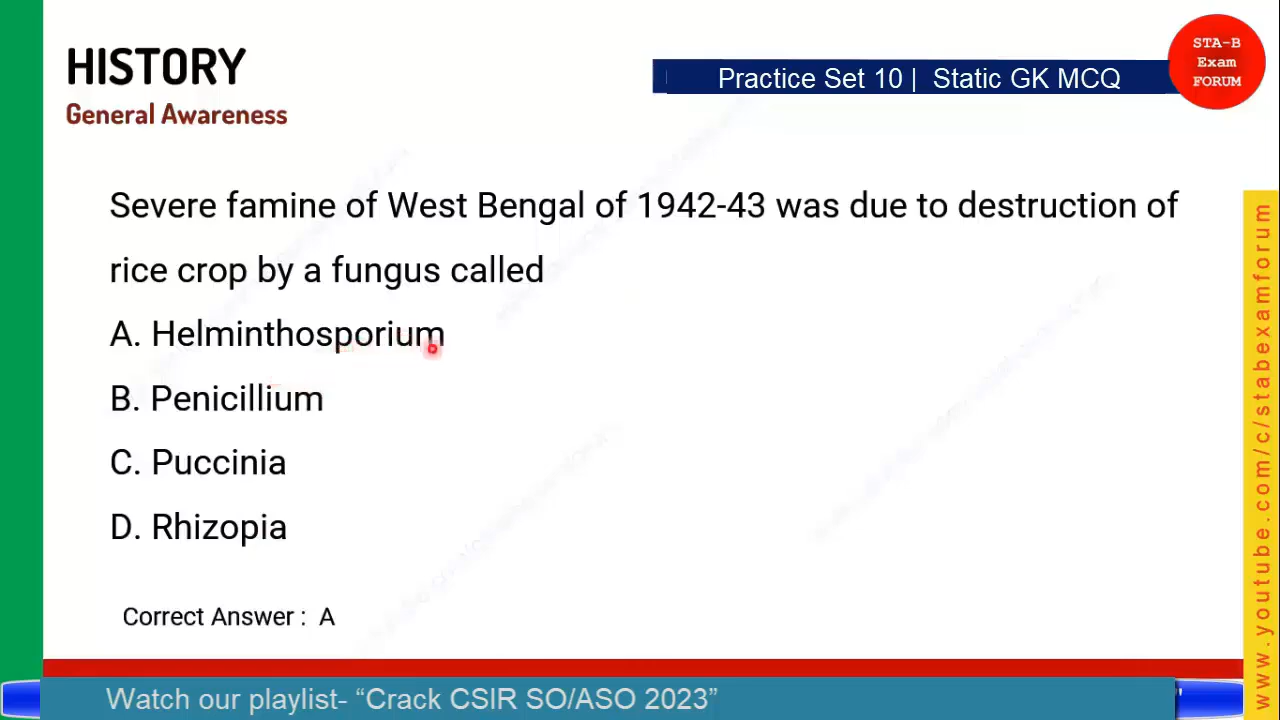 HISTORY
General Awareness
Practice Set 10 | Static GK MCQ
STA-B
Exam
FORUM
Severe famine of West Bengal of 1942-43 was due to destruction of
rice crop by a fungus called
A. Helminthosporium
B. Penicillium
C. Puccinia
D. Rhizopia
Correct Answer : A
www.youtube.com/c/stabexamforum
Watch our playlist- “Crack CSIR SO/ASO 2023”